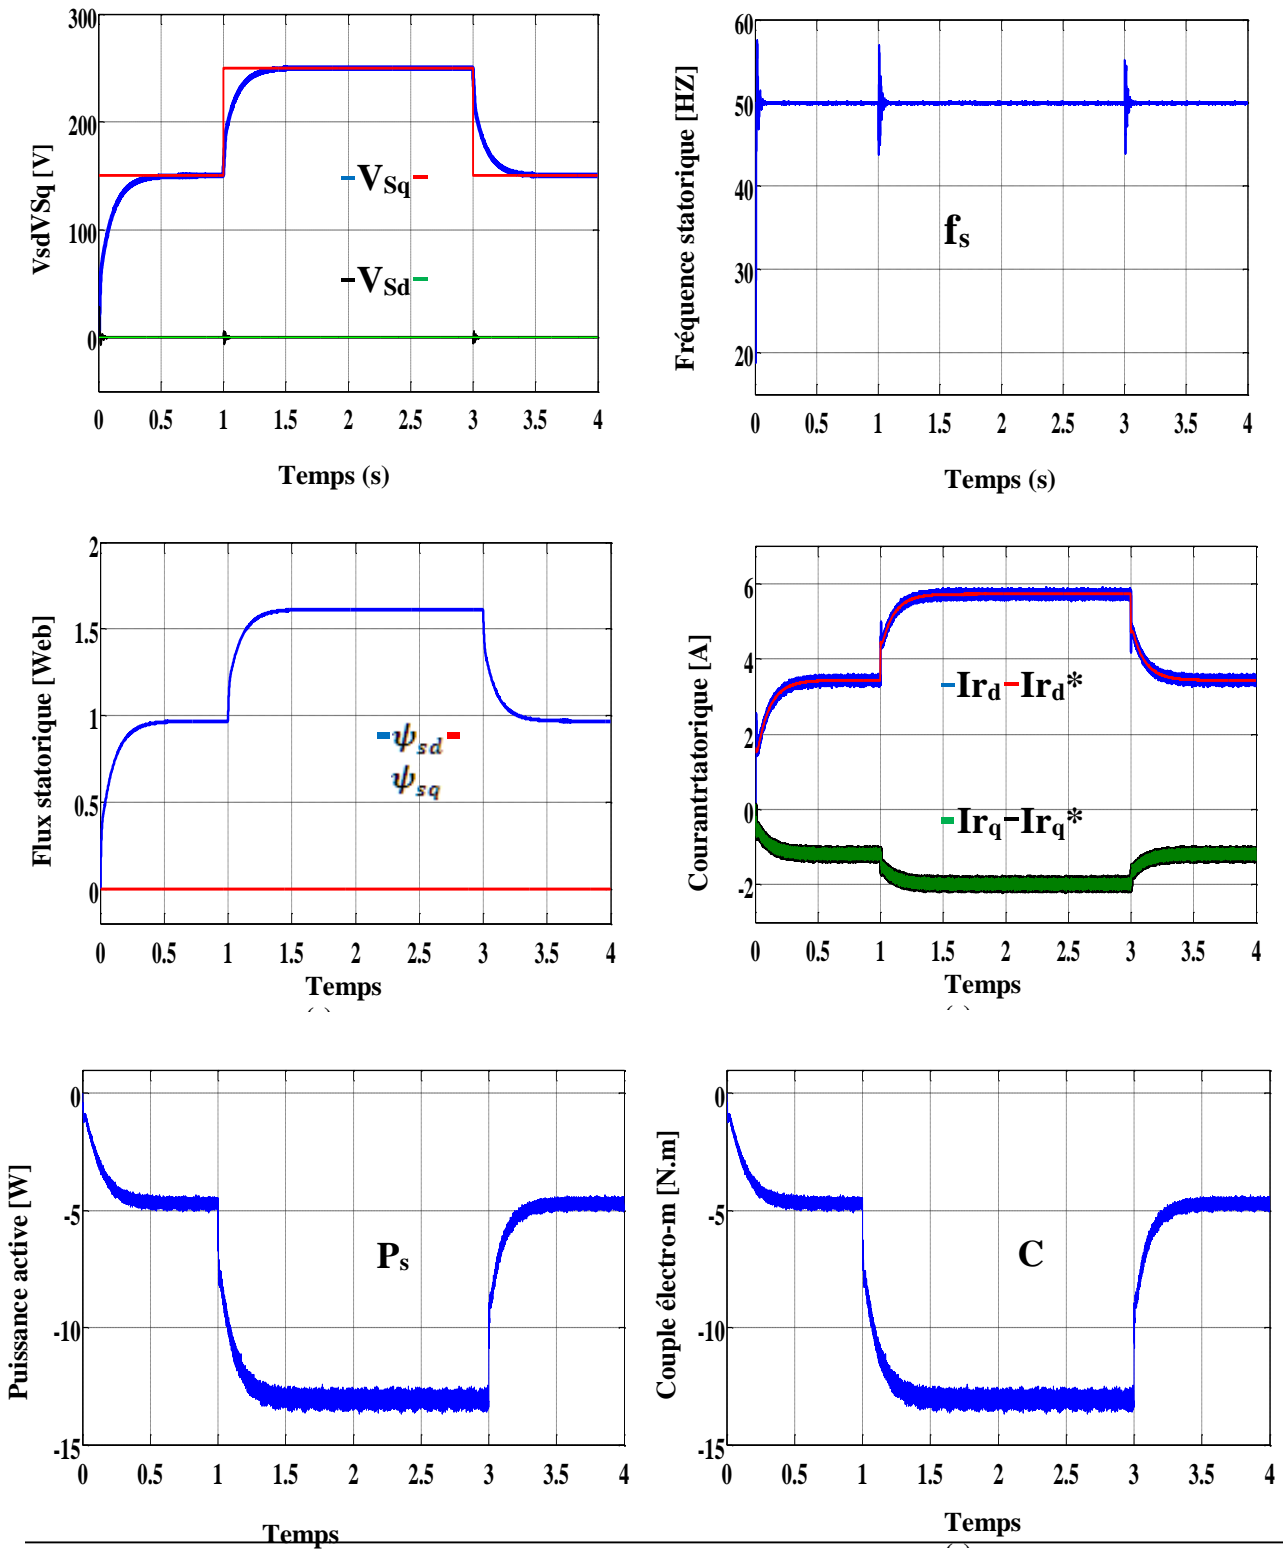 300
200
100
0
VsdVSq [V]
VSq
VSd
0 0.5 1 1.5 2 2.5 3 3.5 4
Temps (s)
60
50
40
30
20
Fréquence statorique [HZ]
fs
0 0.5 1 1.5 2 2.5 3 3.5 4
Temps (s)
2
1.5
1
0.5
0
Flux statorique [Web]
ψsd
ψsq
0 0.5 1 1.5 2 2.5 3 3.5 4
Temps
6
4
2
0
-2
Courantrtatorique [A]
Ird Ird*
Irq Irq*
0 0.5 1 1.5 2 2.5 3 3.5 4
Temps
0
-5
-10
-15
Puissance active [W]
Ps
0 0.5 1 1.5 2 2.5 3 3.5 4
Temps
0
-5
-10
-15
Couple électro-m [N.m]
C
0 0.5 1 1.5 2 2.5 3 3.5 4
Temps